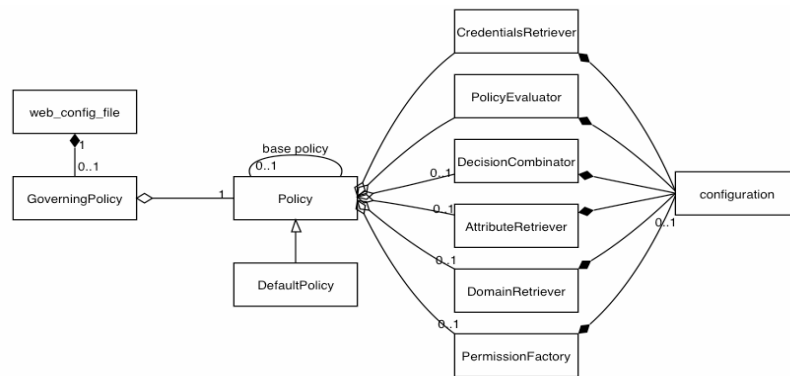 CredentialsRetriever
web_config_file
PolicyEvaluator
1
0..1
base policy
0..1
0..1
DecisionCombinator
GoverningPolicy
1
Policy
configuration
0..1
AttributeRetriever
0..1
DefaultPolicy
0..1
DomainRetriever
0..1
PermissionFactory